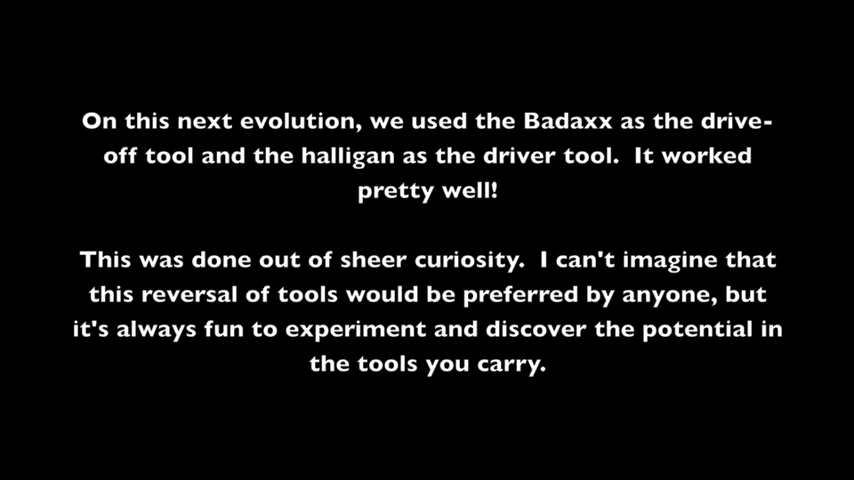 On this next evolution, we used the Badaxx as the drive-
off tool and the halligan as the driver tool.  It worked
pretty well!
This was done out of sheer curiosity.  I can't imagine that
this reversal of tools would be preferred by anyone, but
it's always fun to experiment and discover the potential in
the tools you carry.